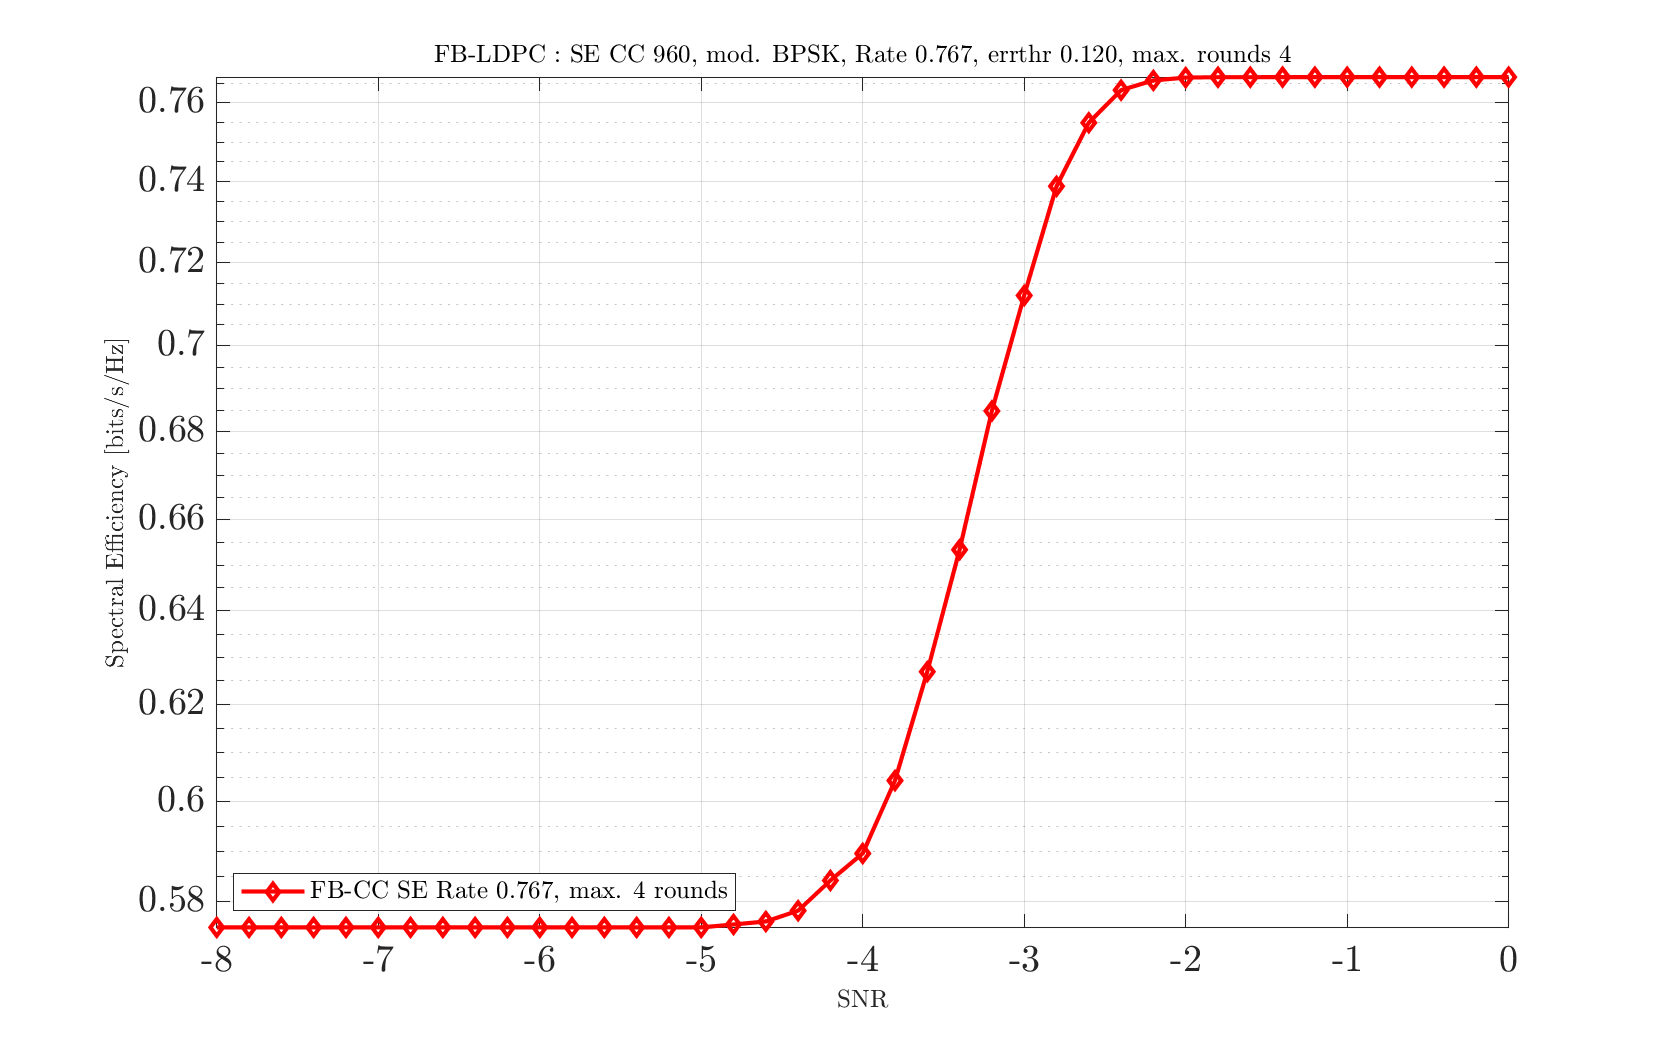 FB-LDPC : SE CC 960, mod. BPSK, Rate 0.767, errthr 0.120, max. rounds 4
0.76
0.74
0.72
0.7
0.68
0.66
0.64
0.62
0.6
0.58
Spectral Efficiency [bits/s/Hz]
FB-CC SE Rate 0.767, max. 4 rounds
-8 -7 -6 -5 -4 -3 -2 -1 0
SNR